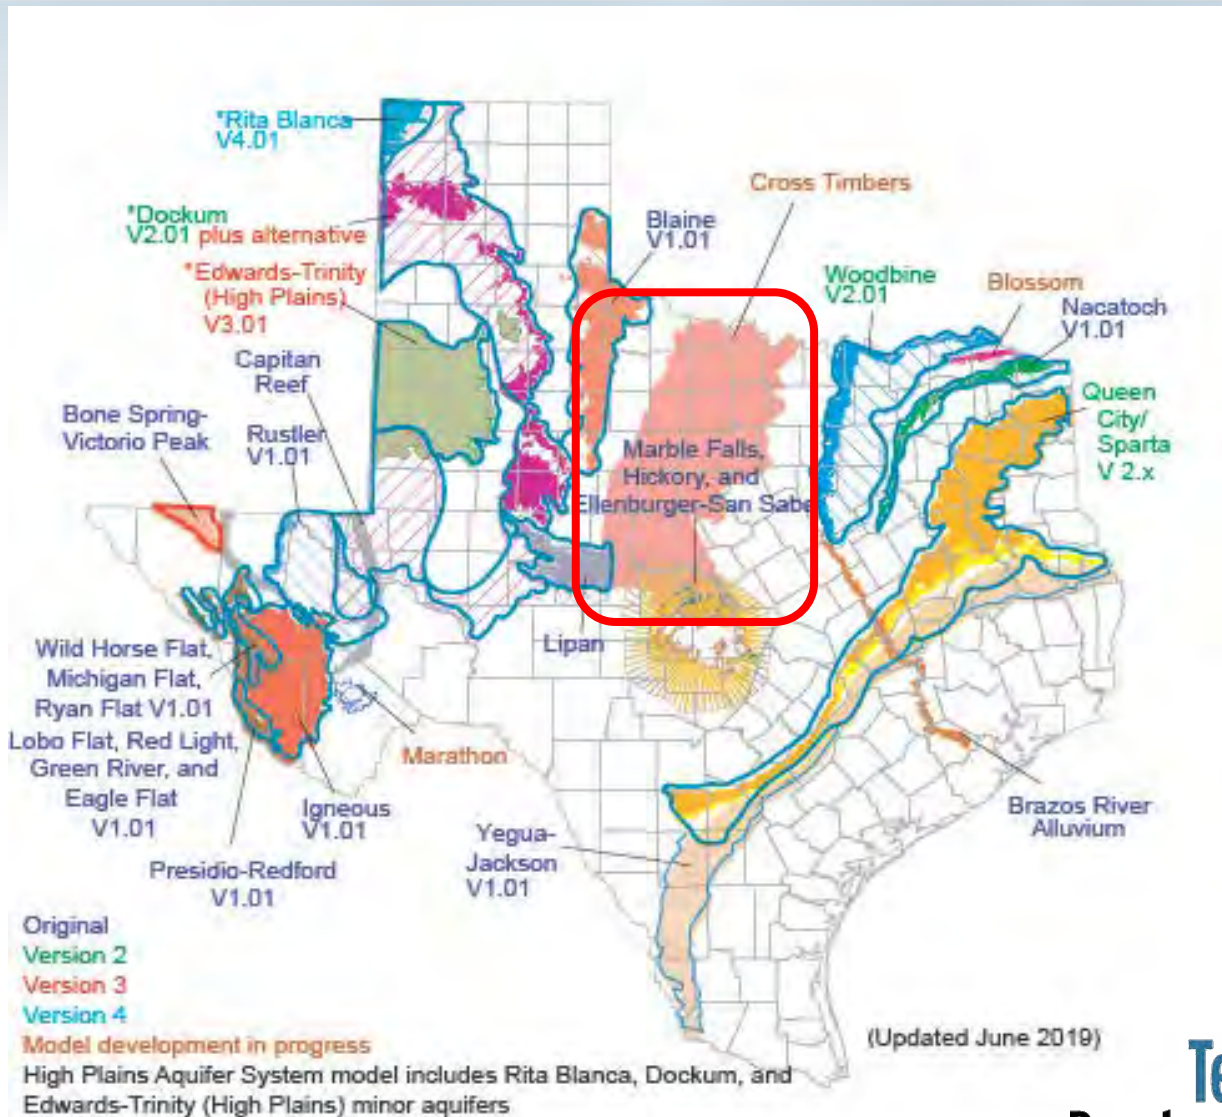 *Rita Blanca
V4.01
Cross Timbers
*Dockum
V2.01 plus alternative
Blaine
V1.01
*Edwards-Trinity
(High Plains)
V3.01
Woodbine
V2.01
Blossom
Nacatoch
V1.01
Capitan
Reef
Queen
City/
Sparta
V 2.x
Bone Spring-
Victorio Peak
Rustler
V1.01
Marble Falls,
Hickory, and
Ellenburger-San Saba
Lipan
Wild Horse Flat,
Michigan Flat,
Ryan Flat V1.01
Lobo Flat, Red Light,
Green River, and
Eagle Flat
V1.01
Marathon
Igneous
V1.01
Brazos River
Alluvium
Yegua-
Jackson
V1.01
Presidio-Redford
V1.01
Original
Version 2
Version 3
Version 4
Model development in progress
High Plains Aquifer System model includes Rita Blanca, Dockum, and
Edwards-Trinity (High Plains) minor aquifers
(Updated June 2019)
Te